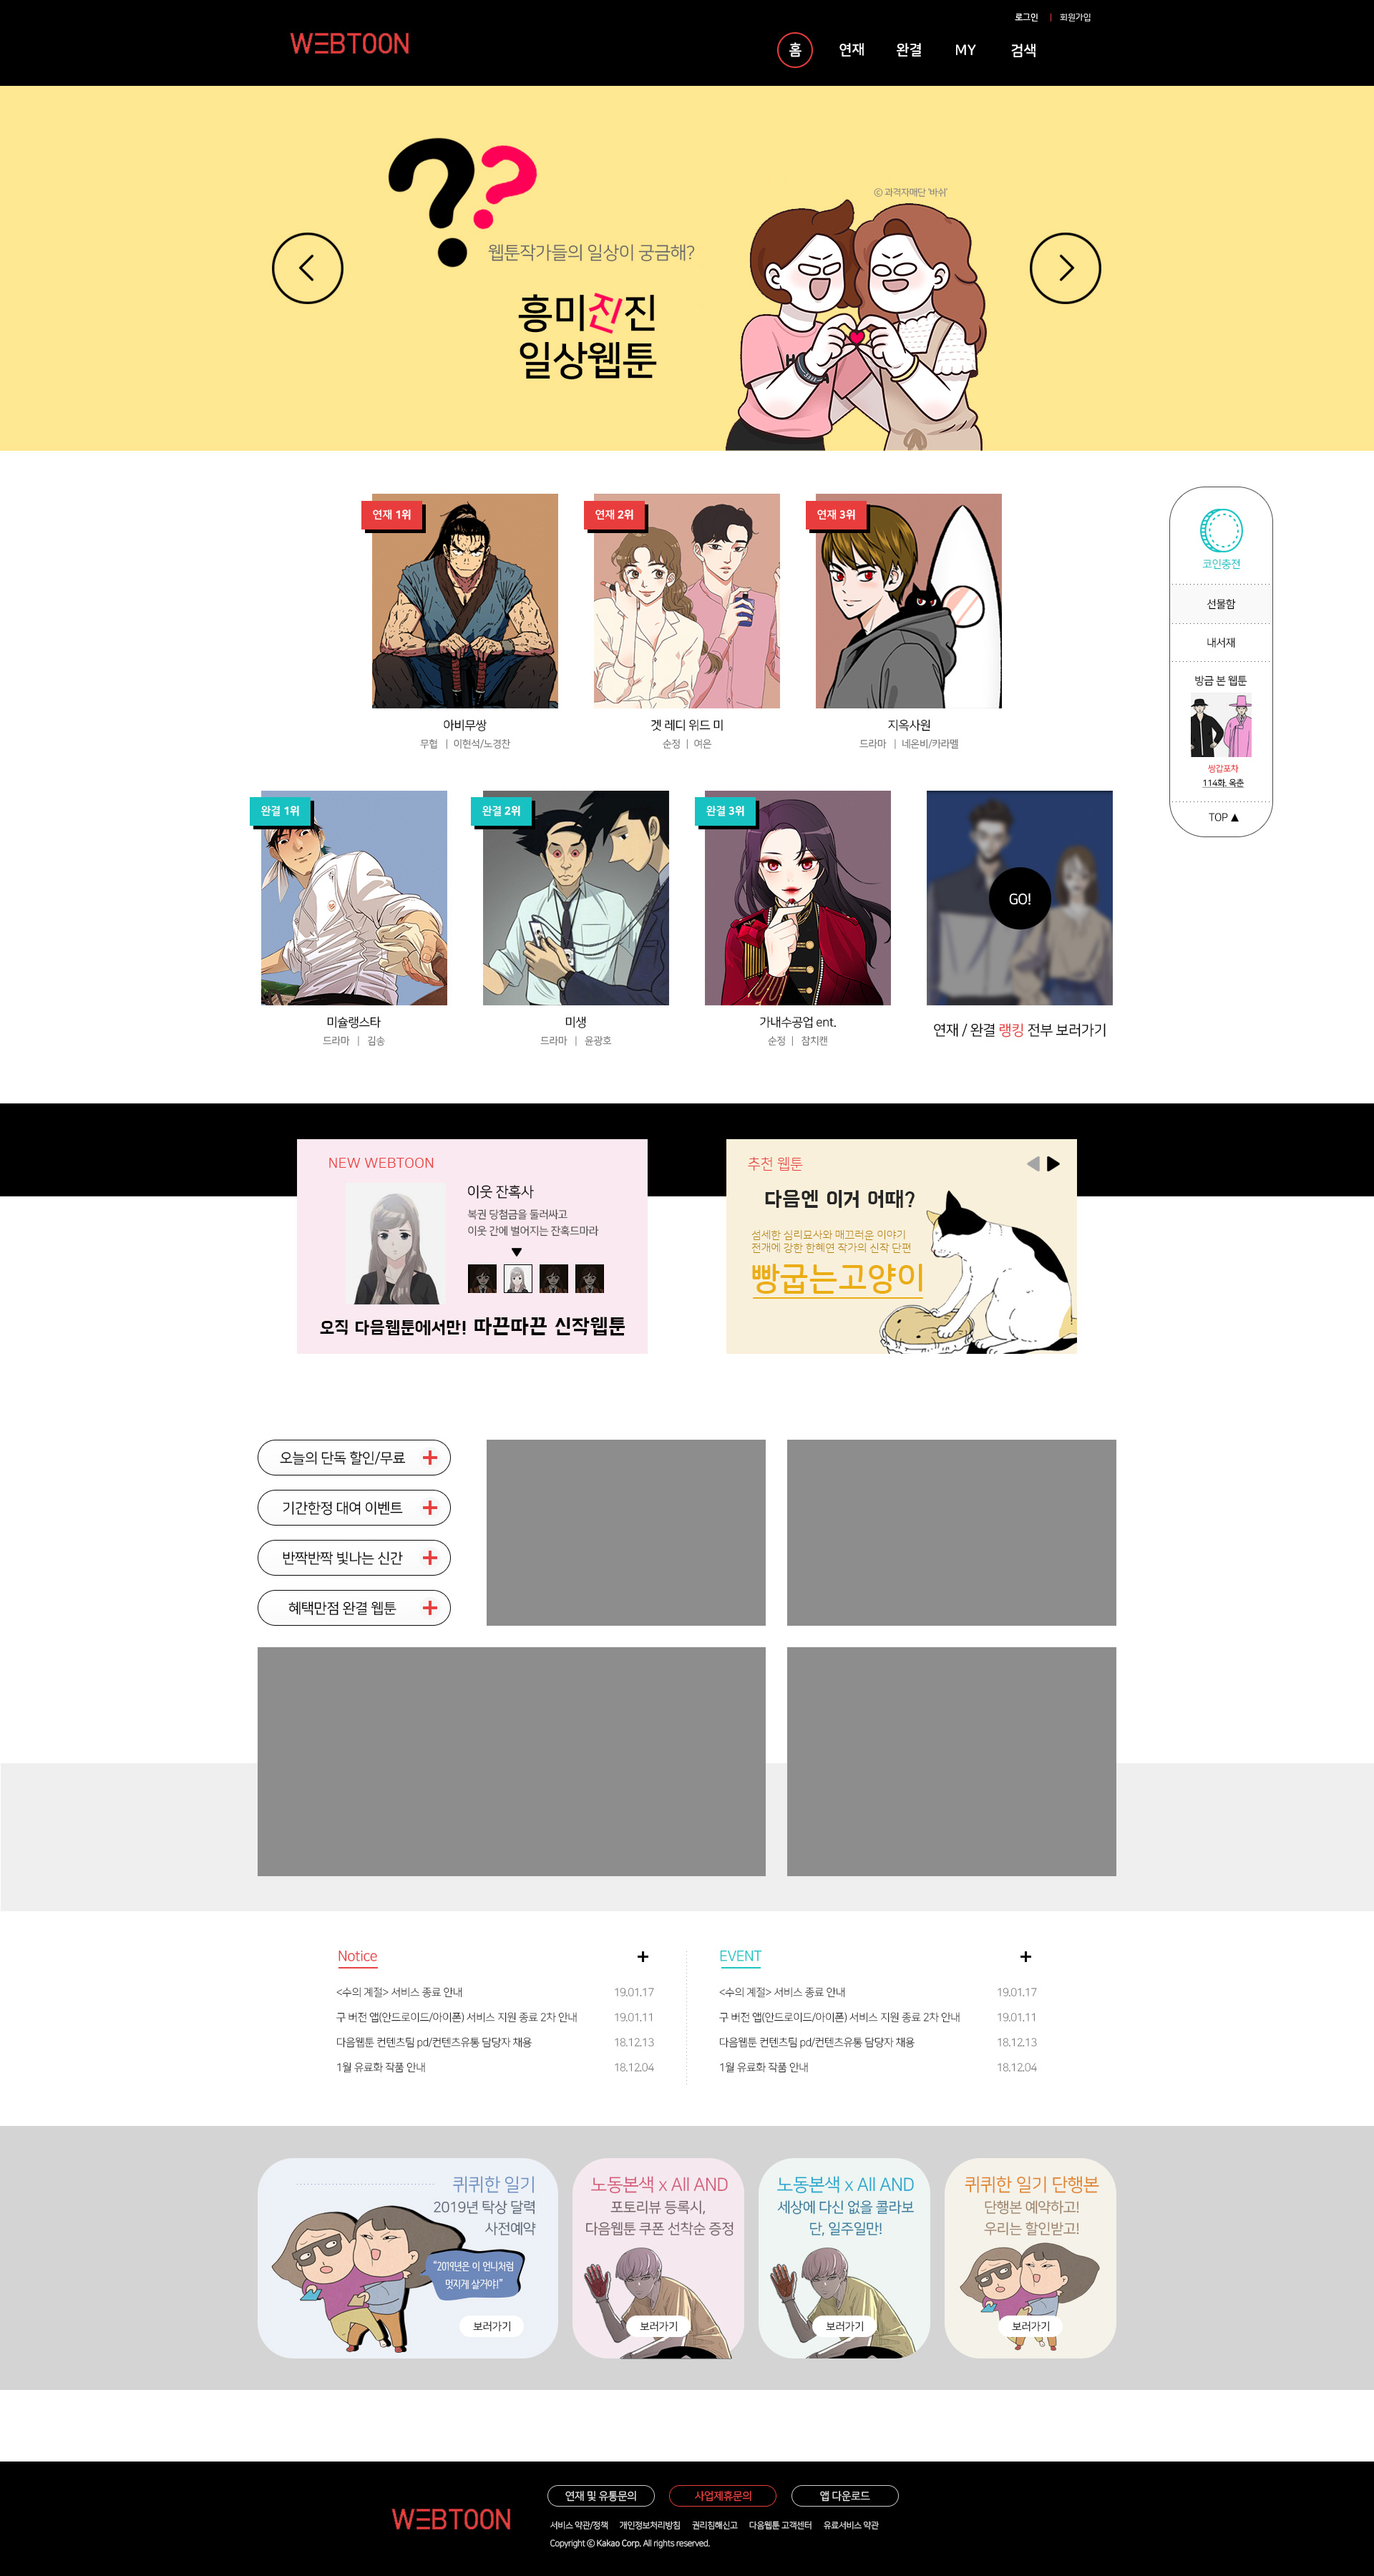 로그인 | 회원가입
WEBTOON
홈 연재 완결 MY 검색
??
ⓒ 과격자매단 '바쉬'
웹툰작가들의 일상이 궁금해?
흥미진진
일상웹툰
연재 1위
연재 2위
연재 3위
아비무쌍
무협 | 이현석/노경찬
겟 레디 위드 미
순정 | 여은
지옥사원
드라마 | 네온비/카라멜
코인충전
선물함
내서재
방금 본 웹툰
쌍갑포차
114화. 옥춘
TOP ▲
완결 1위
완결 2위
완결 3위
GO!
미슐랭스타
드라마 | 김송
미생
드라마 | 윤광호
가내수공업 ent.
순정 | 잠치캔
연재 / 완결 랭킹 전부 보러가기
NEW WEBTOON
이웃 잔혹사
복권 당첨금을 둘러싸고
이웃 간에 벌어지는 잔혹드마라
오직 다음웹툰에서만! 따끈따끈 신작웹툰
추천 웹툰
다음엔 이거 어때?
섬세한 심리묘사와 매끄러운 이야기
전개에 강한 한혜연 작가의 신작 단편
빵굽는고양이
오늘의 단독 할인/무료 +
기간한정 대여 이벤트 +
반짝반짝 빛나는 신간 +
혜택만점 완결 웹툰 +
Notice +
<수의 계절> 서비스 종료 안내 19.01.17
구 버전 앱(안드로이드/아이폰) 서비스 지원 종료 2차 안내 19.01.11
다음웹툰 컨텐츠팀 pd/컨텐츠유통 담당자 채용 18.12.13
1월 유료화 작품 안내 18.12.04
EVENT +
<수의 계절> 서비스 종료 안내 19.01.17
구 버전 앱(안드로이드/아이폰) 서비스 지원 종료 2차 안내 19.01.11
다음웹툰 컨텐츠팀 pd/컨텐츠유통 담당자 채용 18.12.13
1월 유료화 작품 안내 18.12.04
퀴퀴한 일기
2019년 탁상 달력
사전예약
"2019년은 이 언니처럼
멋지게 살거야!"
보러가기
노동본색 x All AND
포토리뷰 등록시,
다음웹툰 쿠폰 선착순 증정
보러가기
노동본색 x All AND
세상에 다신 없을 콜라보
단, 일주일만!
보러가기
퀴퀴한 일기 단행본
단행본 예약하고!
우리는 할인받고!
보러가기
WEBTOON
연재 및 유통문의
사업제휴문의
앱 다운로드
서비스 약관/정책 개인정보처리방침 권리침해신고 다음웹툰 고객센터 유료서비스 약관
Copyright ⓒ Kakao Corp. All rights reserved.